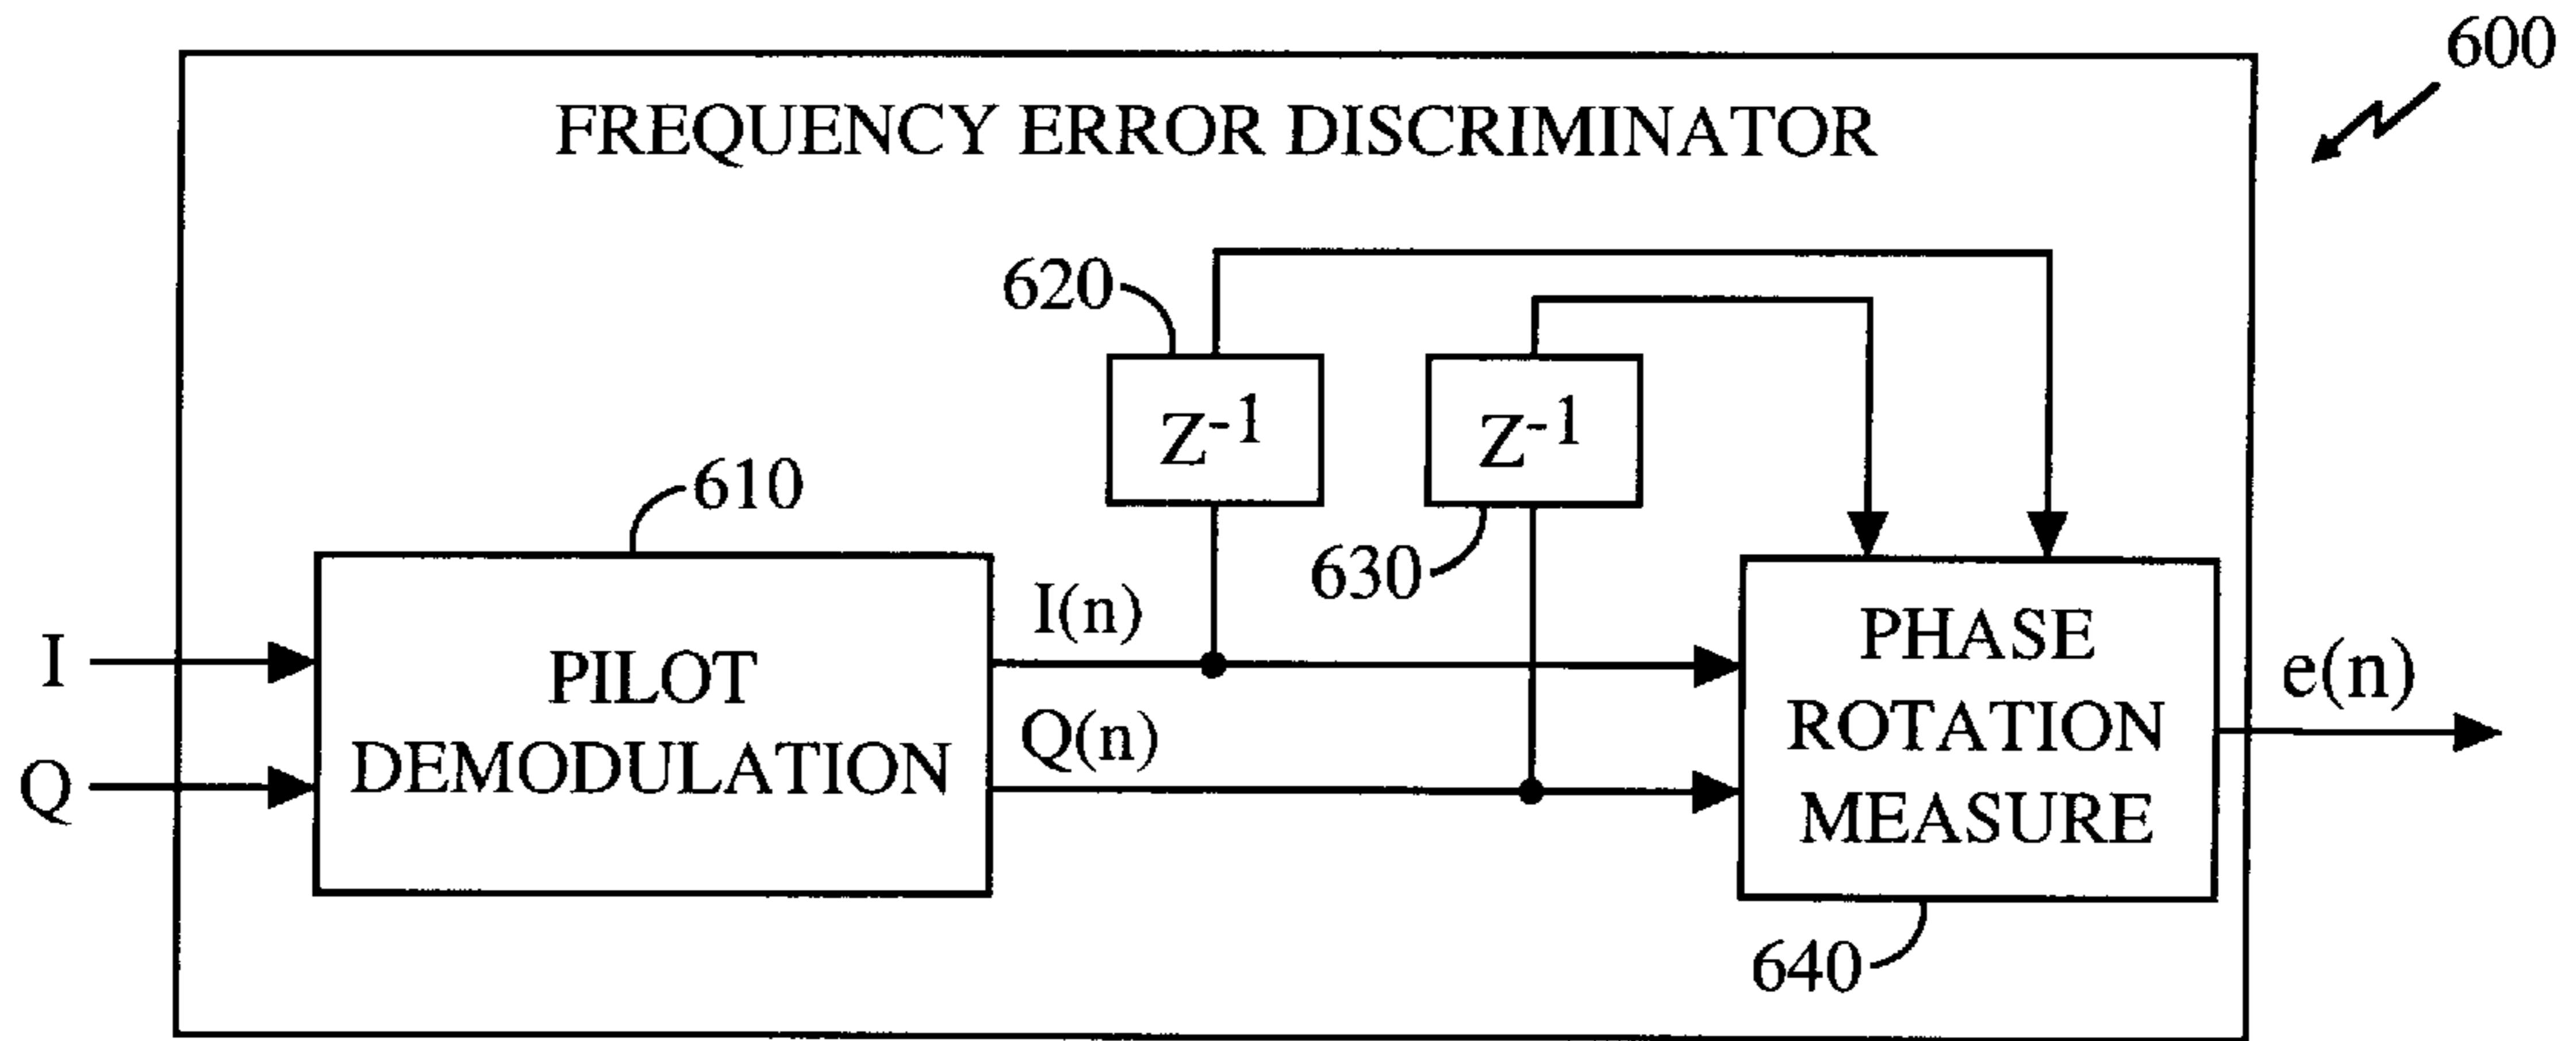 600
FREQUENCY ERROR DISCRIMINATOR
620
Z-1
Z-1
610
630
I(n)
I
PILOT
DEMODULATION
Q
Q(n)
PHASE
ROTATION
MEASURE
e(n)
640